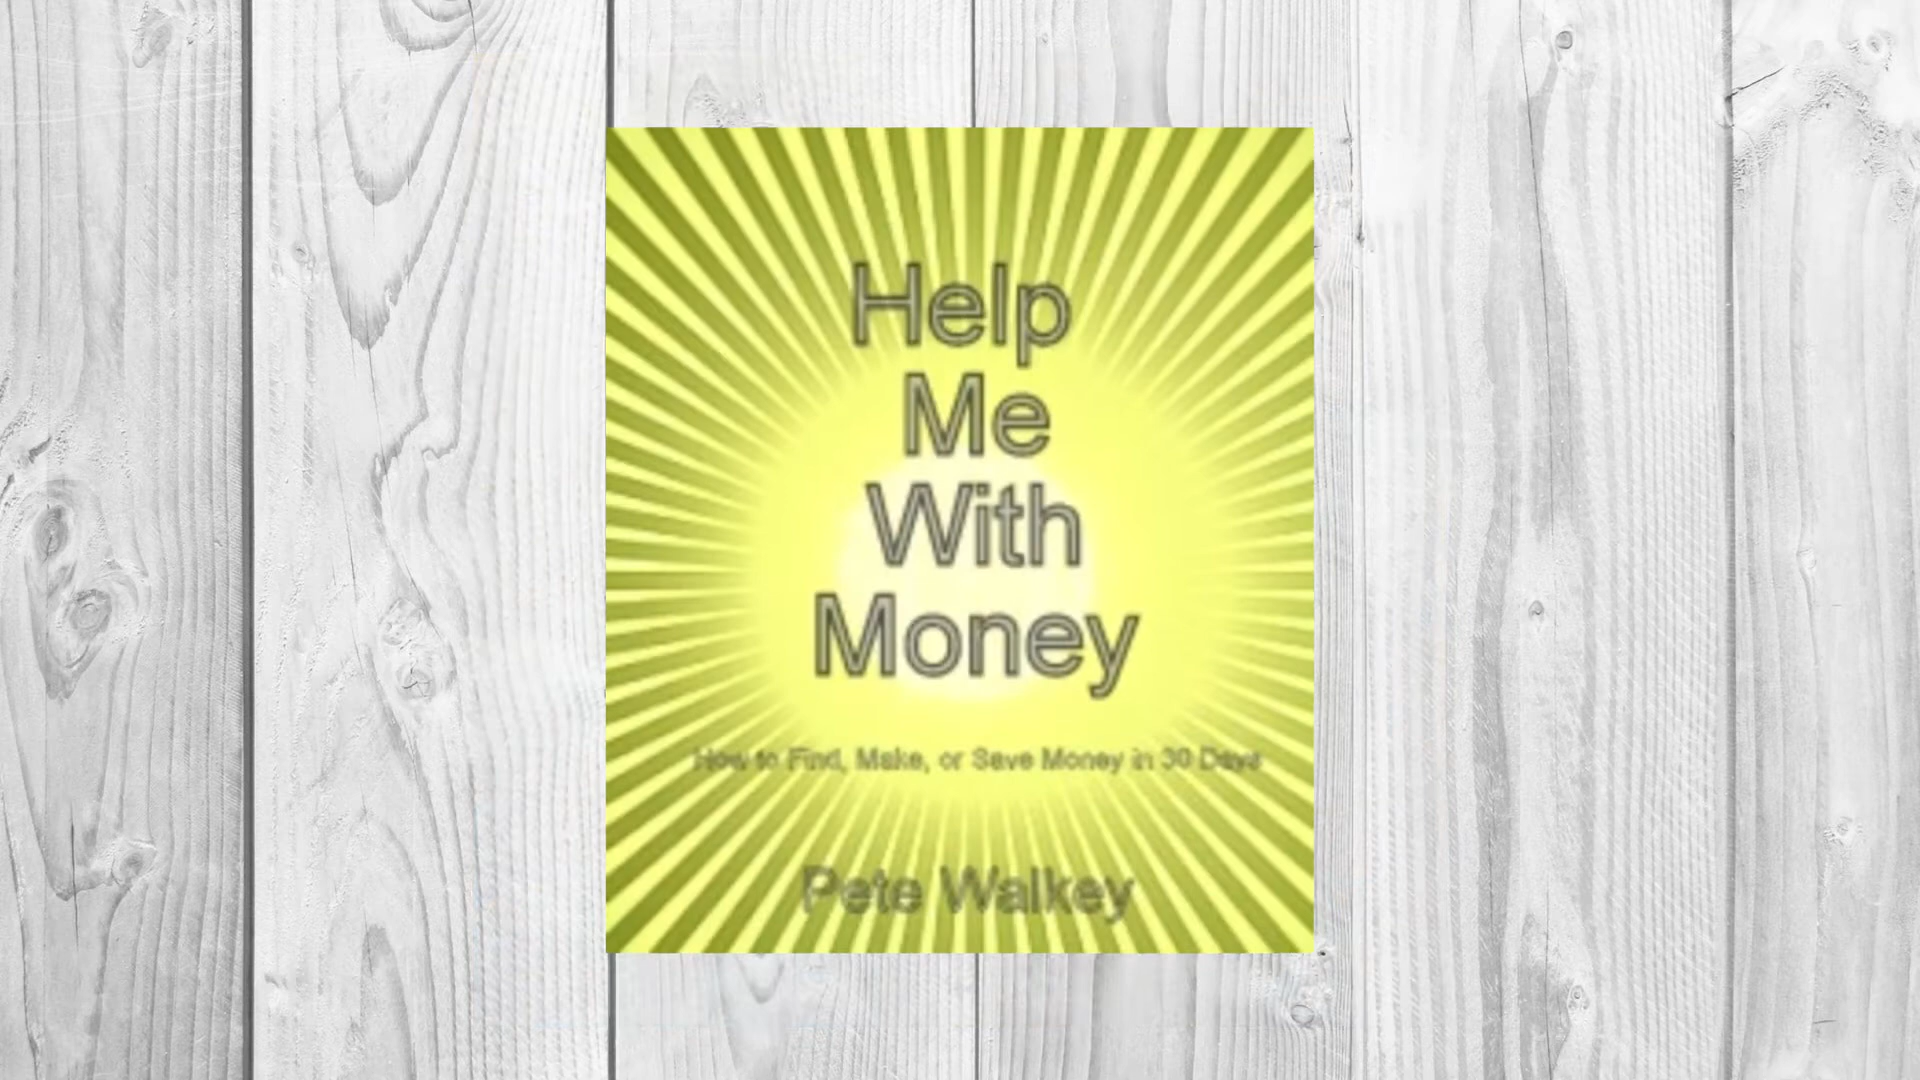 Help
Me
With
Money
How to Find, Make, or Save Money in 30 Days
Pete Walkey